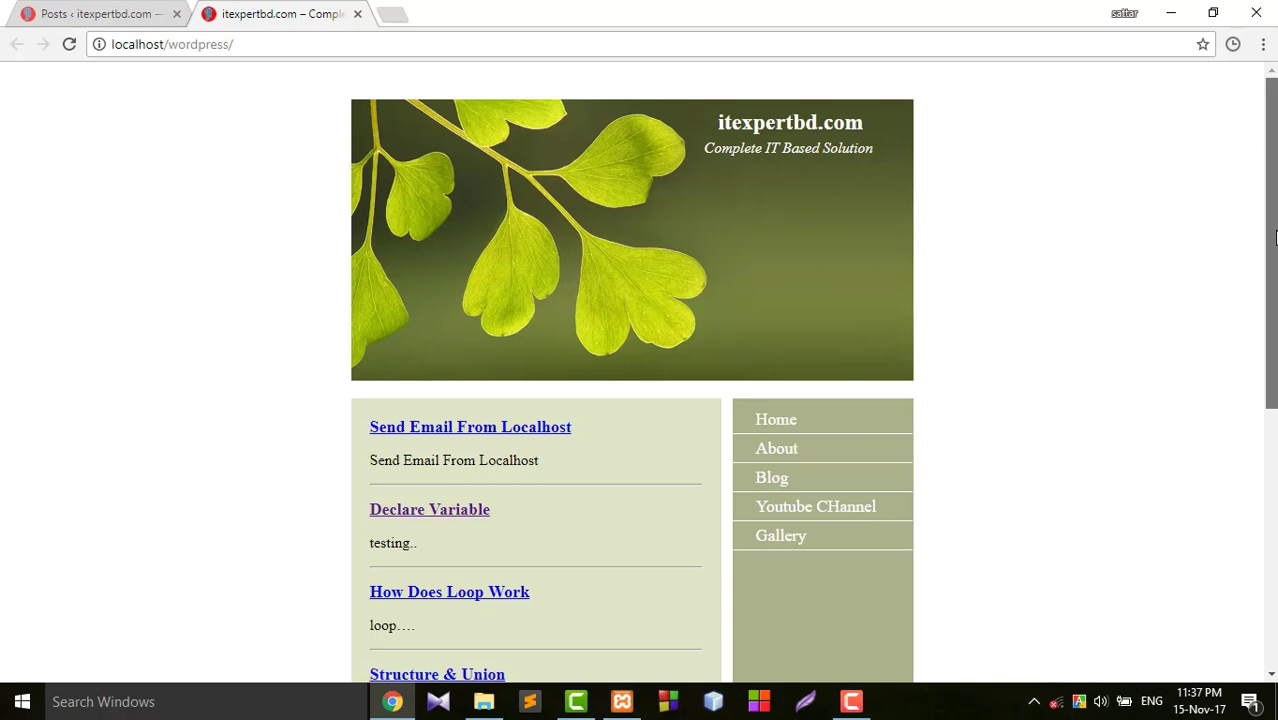 Posts ‹ itexpertbd.com —
itexpertbd.com – Comple
sattar
localhost/wordpress/
itexpertbd.com
Complete IT Based Solution
Send Email From Localhost
Send Email From Localhost
Declare Variable
testing..
How Does Loop Work
loop….
Structure & Union
Home
About
Blog
Youtube CHannel
Gallery
Search Windows
ENG
11:37 PM
15-Nov-17
1